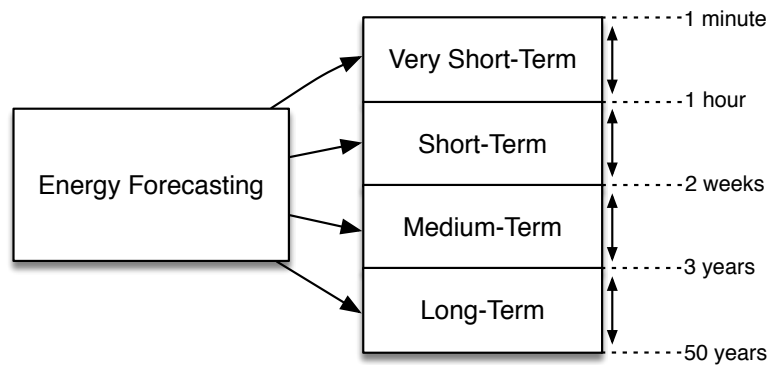 Energy Forecasting
Very Short-Term
Short-Term
Medium-Term
Long-Term
1 minute
1 hour
2 weeks
3 years
50 years